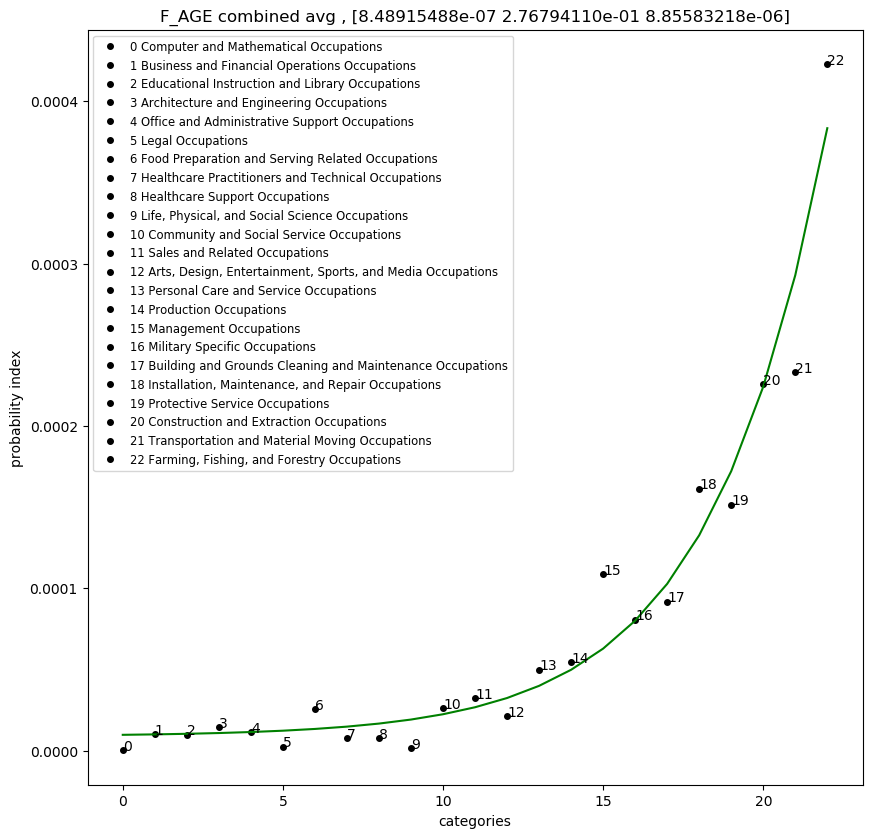 F_AGE combined avg , [8.48915488e-07 2.76794110e-01 8.85583218e-06]
0 Computer and Mathematical Occupations
1 Business and Financial Operations Occupations
2 Educational Instruction and Library Occupations
3 Architecture and Engineering Occupations
4 Office and Administrative Support Occupations
5 Legal Occupations
6 Food Preparation and Serving Related Occupations
7 Healthcare Practitioners and Technical Occupations
8 Healthcare Support Occupations
9 Life, Physical, and Social Science Occupations
10 Community and Social Service Occupations
11 Sales and Related Occupations
12 Arts, Design, Entertainment, Sports, and Media Occupations
13 Personal Care and Service Occupations
14 Production Occupations
15 Management Occupations
16 Military Specific Occupations
17 Building and Grounds Cleaning and Maintenance Occupations
18 Installation, Maintenance, and Repair Occupations
19 Protective Service Occupations
20 Construction and Extraction Occupations
21 Transportation and Material Moving Occupations
22 Farming, Fishing, and Forestry Occupations
0.0004
0.0003
0.0002
0.0001
0.0000
probability index
0
1
2
3
4
5
6
7
8
9
10
11
12
13
14
15
16
17
18
19
20
21
22
0
5
10
15
20
categories